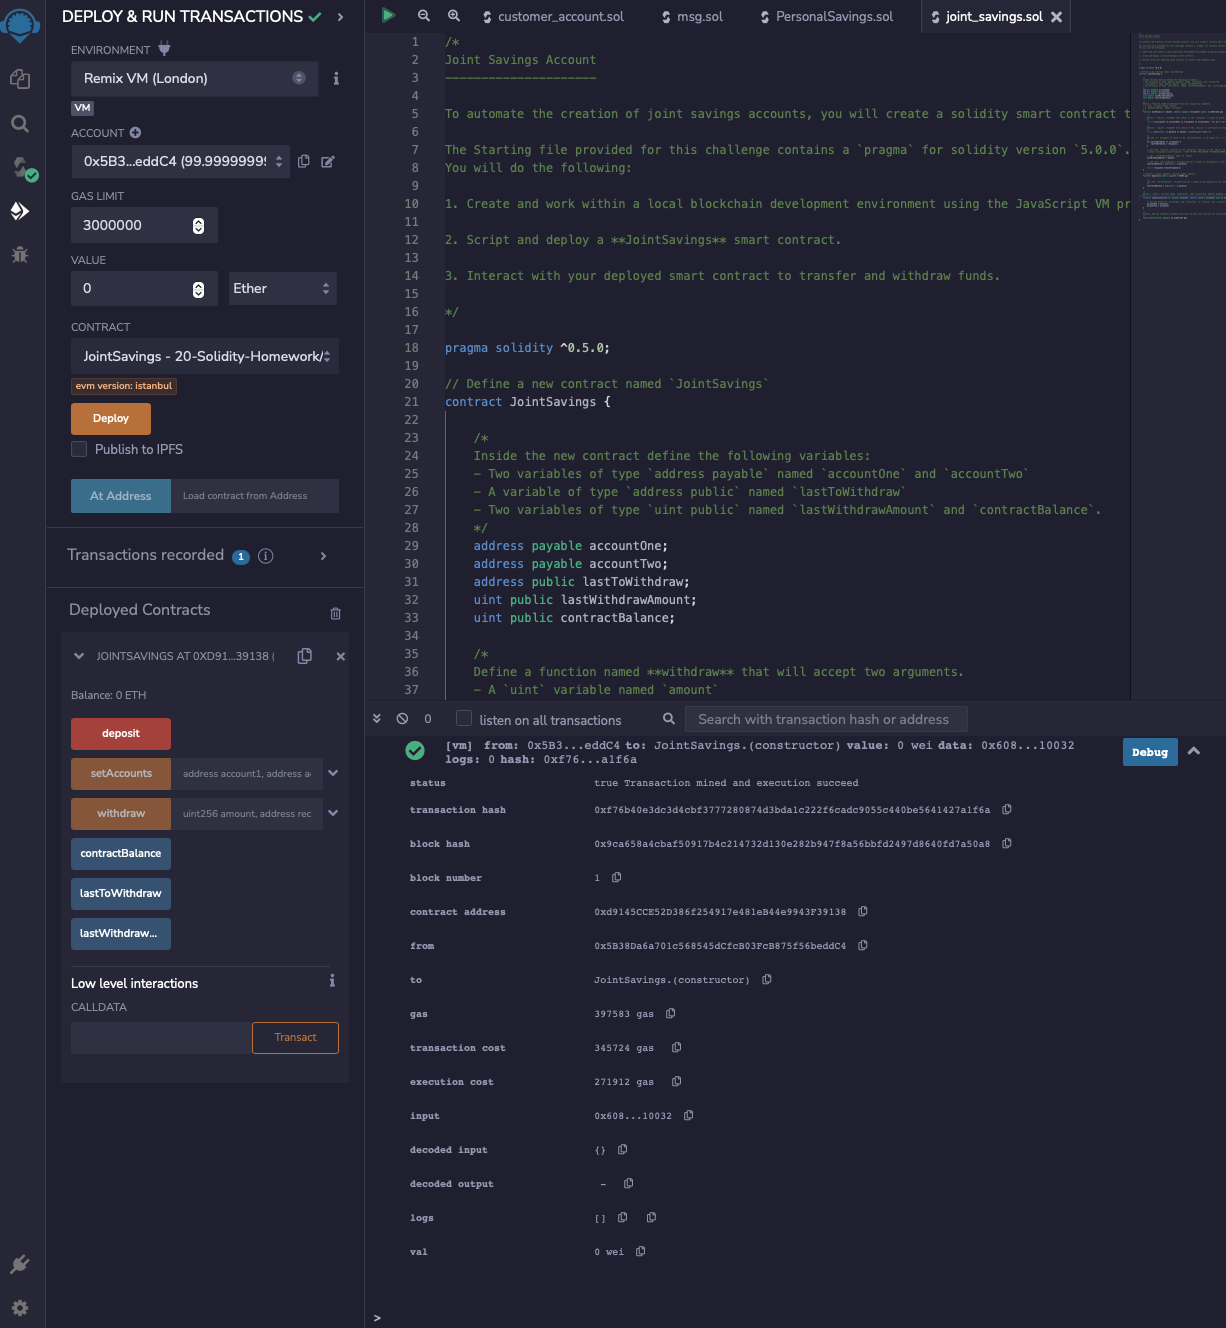 DEPLOY & RUN TRANSACTIONS
ENVIRONMENT
Remix VM (London)
VM
ACCOUNT
0x5B3...eddC4 (99.9999999
GAS LIMIT
3000000
VALUE
0
Ether
CONTRACT
JointSavings - 20-Solidity-Homework/
evm version: istanbul
Deploy
Publish to IPFS
At Address
Load contract from Address
Transactions recorded 1
Deployed Contracts
JOINTSAVINGS AT 0XD91...39138 (
Balance: 0 ETH
deposit
setAccounts
address account1, address a
withdraw
uint256 amount, address rec
contractBalance
lastToWithdraw
lastWithdraw...
Low level interactions
CALLDATA
Transact
customer_account.sol
msg.sol
PersonalSavings.sol
joint_savings.sol
1 /*
2 Joint Savings Account
3 ---------------------
4
5 To automate the creation of joint savings accounts, you will create a solidity smart contract t
6
7 The Starting file provided for this challenge contains a `pragma` for solidity version `5.0.0`.
8 You will do the following:
9
10 1. Create and work within a local blockchain development environment using the JavaScript VM pr
11
12 2. Script and deploy a **JointSavings** smart contract.
13
14 3. Interact with your deployed smart contract to transfer and withdraw funds.
15
16 */
17
18 pragma solidity ^0.5.0;
19
20 // Define a new contract named `JointSavings`
21 contract JointSavings {
22
23 /*
24 Inside the new contract define the following variables:
25 - Two variables of type `address payable` named `accountOne` and `accountTwo`
26 - A variable of type `address public` named `lastToWithdraw`
27 - Two variables of type `uint public` named `lastWithdrawAmount` and `contractBalance`.
28 */
29 address payable accountOne;
30 address payable accountTwo;
31 address public lastToWithdraw;
32 uint public lastWithdrawAmount;
33 uint public contractBalance;
34
35 /*
36 Define a function named **withdraw** that will accept two arguments.
37 - A `uint` variable named `amount`
0
listen on all transactions
Search with transaction hash or address
[vm] from: 0x5B3...eddC4 to: JointSavings.(constructor) value: 0 wei data: 0x608...10032
logs: 0 hash: 0xf76...a1f6a
Debug
status true Transaction mined and execution succeed
transaction hash 0xf76b40e3dc3d4cbf3777280874d3bda1c222f6cadc9055c440be5641427a1f6a
block hash 0x9ca658a4cbaf50917b4c214732d130e282b947f8a56bbfd2497d8640fd7a50a8
block number 1
contract address 0xd9145CCE52D386f254917e481eB44e9943F39138
from 0x5B38Da6a701c568545dCfcB03FcB875f56beddC4
to JointSavings.(constructor)
gas 397583 gas
transaction cost 345724 gas
execution cost 271912 gas
input 0x608...10032
decoded input {}
decoded output -
logs []
val 0 wei
>